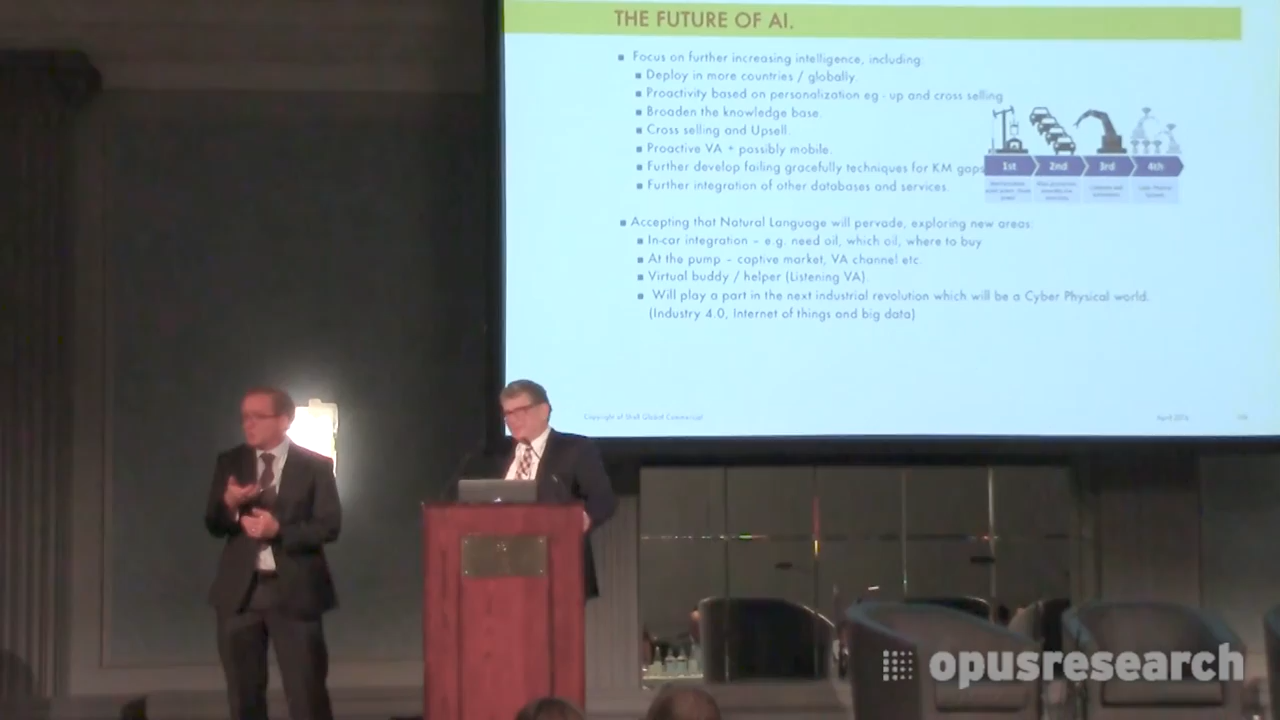 THE FUTURE OF AI.
Focus on further increasing intelligence, including:
Deploy in more countries / globally.
Proactivity based on personalization eg - up and cross selling
Broaden the knowledge base.
Cross selling and Upsell.
Proactive VA + possibly mobile.
Further develop failing gracefully techniques for KM gaps
Further integration of other databases and services.
1st 2nd 3rd 4th
Accepting that Natural Language will pervade, exploring new areas:
In-car integration – e.g. need oil, which oil, where to buy
At the pump – captive market, VA channel etc.
Virtual buddy / helper (Listening VA).
Will play a part in the next industrial revolution which will be a Cyber Physical world.
(Industry 4.0, Internet of things and big data)
Copyright of Shell Global Commercial
April
opusresearch